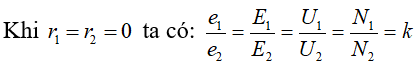 Khi r₁ = r₂ = 0 ta có: e₁/e₂ = E₁/E₂ = U₁/U₂ = N₁/N₂ = k